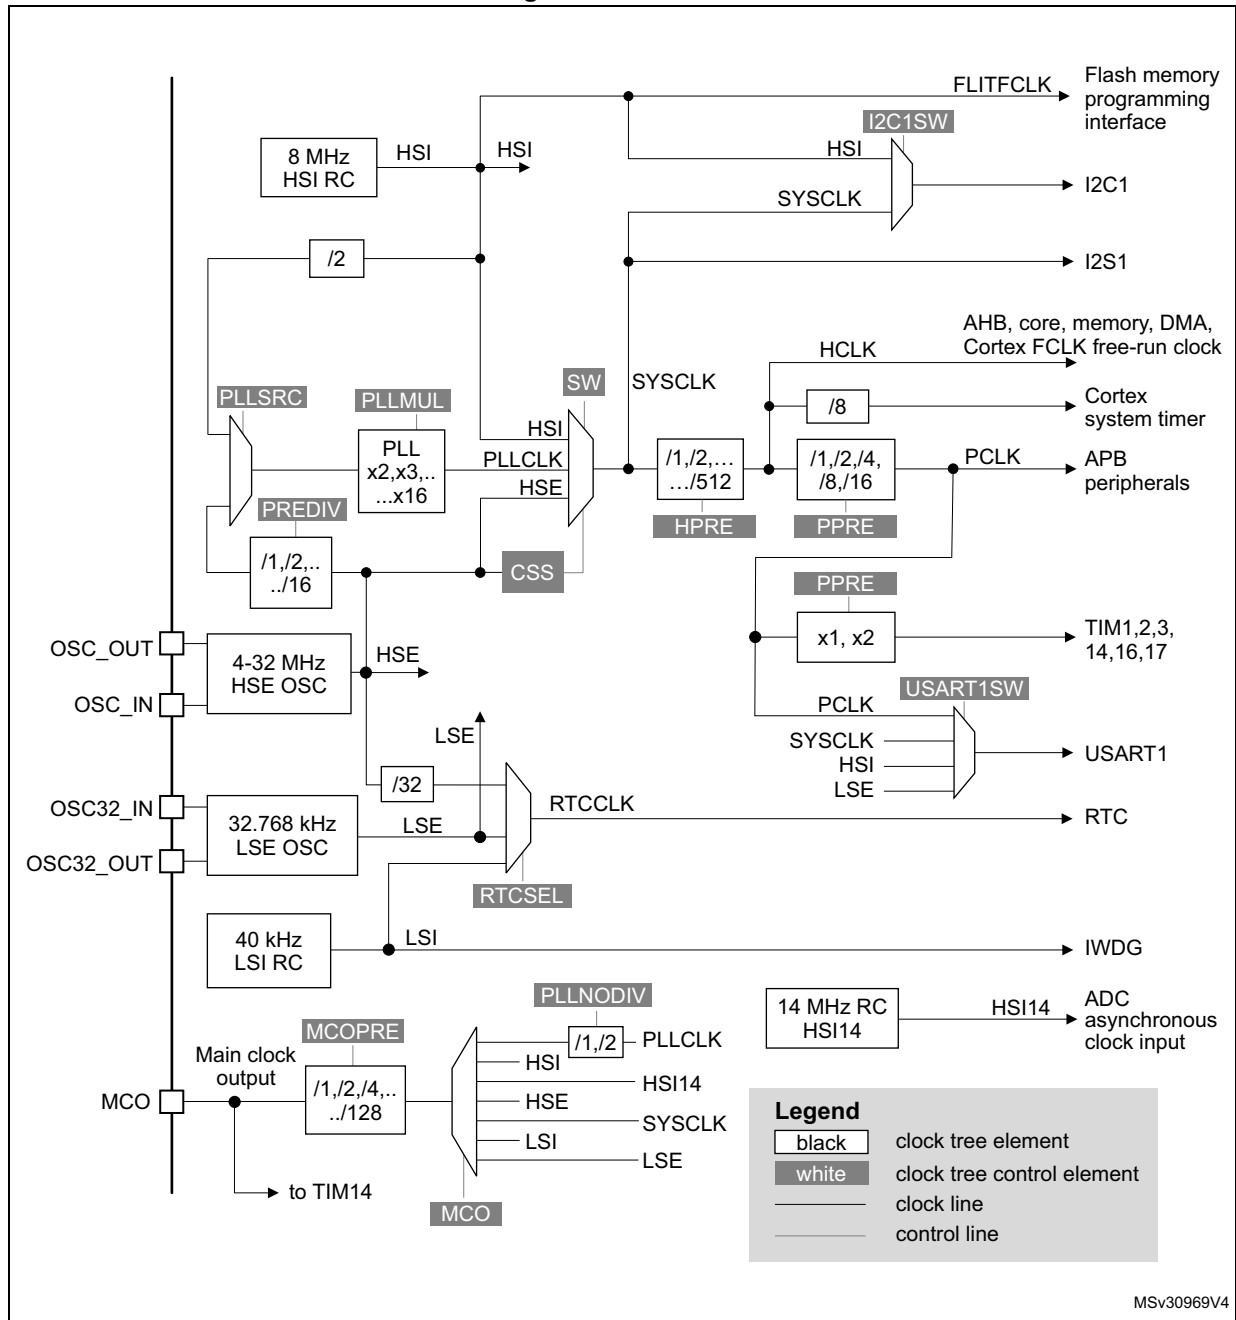 FLITFCLK
Flash memory
programming
interface
I2C1SW
8 MHz
HSI RC
HSI
HSI
HSI
SYSCLK
I2C1
/2
I2S1
AHB, core, memory, DMA,
Cortex FCLK free-run clock
HCLK
SW
SYSCLK
/8
Cortex
system timer
PLLSRC
PLLMUL
PLL
x2,x3,..
...x16
HSI
PLLCLK
HSE
/1,/2,…
…/512
HPRE
/1,/2,/4,
/8,/16
PPRE
PCLK
APB
peripherals
PREDIV
/1,/2,..
../16
CSS
PPRE
x1, x2
TIM1,2,3,
14,16,17
OSC_OUT
OSC_IN
4-32 MHz
HSE OSC
HSE
USART1SW
PCLK
SYSCLK
HSI
LSE
USART1
LSE
/32
RTCCLK
RTC
OSC32_IN
OSC32_OUT
32.768 kHz
LSE OSC
LSE
RTCSEL
40 kHz
LSI RC
LSI
IWDG
PLLNODIV
14 MHz RC
HSI14
HSI14
ADC
asynchronous
clock input
MCOPRE
Main clock
output
/1,/2
PLLCLK
HSI
HSI14
HSE
SYSCLK
LSI
LSE
MCO
/1,/2,/4,..
../128
to TIM14
MCO
Legend
black
clock tree element
white
clock tree control element
clock line
control line
MSv30969V4